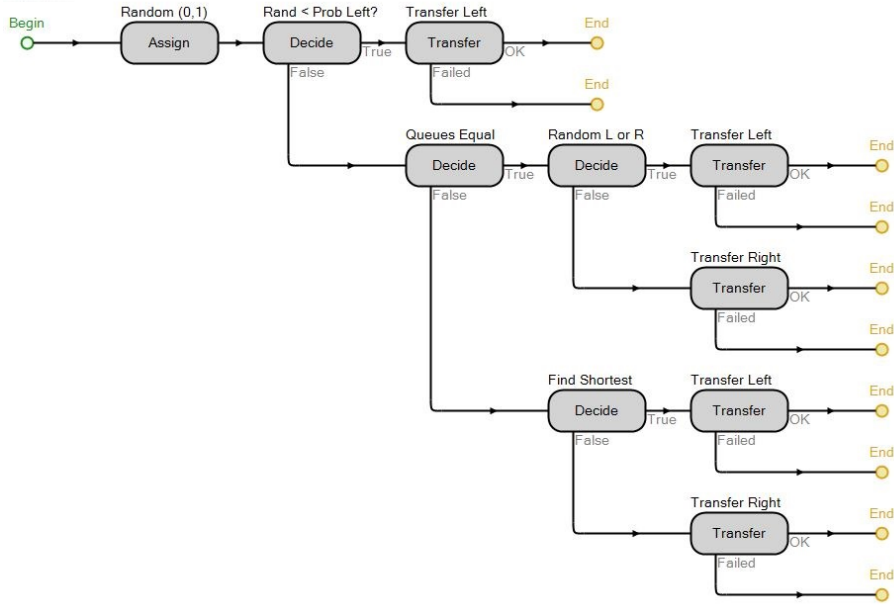 Random (0,1)
Rand < Prob Left?
Transfer Left
Begin
End
Assign
Decide
Transfer
True
OK
False
Failed
End
Queues Equal
Random L or R
Transfer Left
End
Decide
Decide
Transfer
True
True
OK
False
False
Failed
End
Transfer Right
End
Transfer
OK
Failed
End
Find Shortest
Transfer Left
End
Decide
Transfer
True
OK
False
Failed
End
Transfer Right
End
Transfer
OK
Failed
End